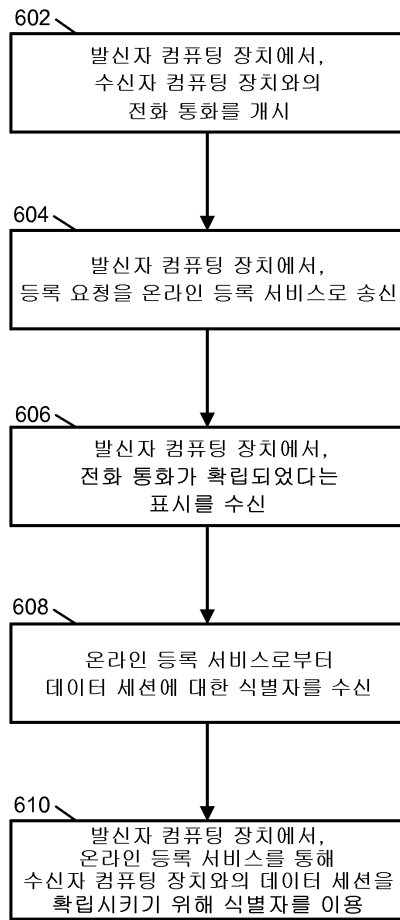 602
발신자 컴퓨팅 장치에서,
수신자 컴퓨팅 장치와의
전화 통화를 개시
604
발신자 컴퓨팅 장치에서,
등록 요청을 온라인 등록 서비스로 송신
606
발신자 컴퓨팅 장치에서,
전화 통화가 확립되었다는
표시를 수신
608
온라인 등록 서비스로부터
데이터 세션에 대한 식별자를 수신
610
발신자 컴퓨팅 장치에서,
온라인 등록 서비스를 통해
수신자 컴퓨팅 장치와의 데이터 세션을
확립시키기 위해 식별자를 이용